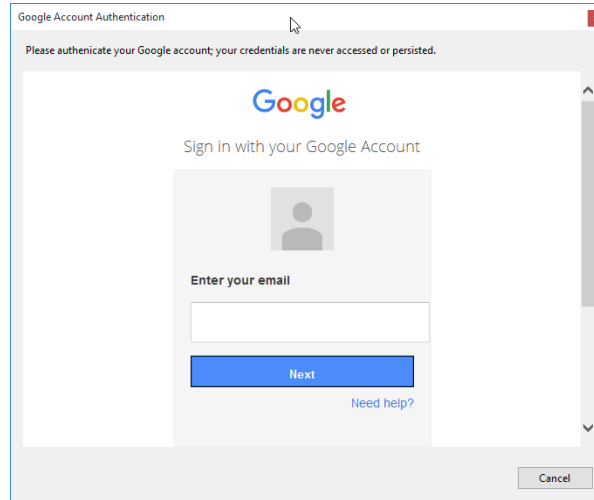 Google Account Authentication
Please authenicate your Google account; your credentials are never accessed or persisted.
Google
Sign in with your Google Account
Enter your email
Next
Need help?
Cancel